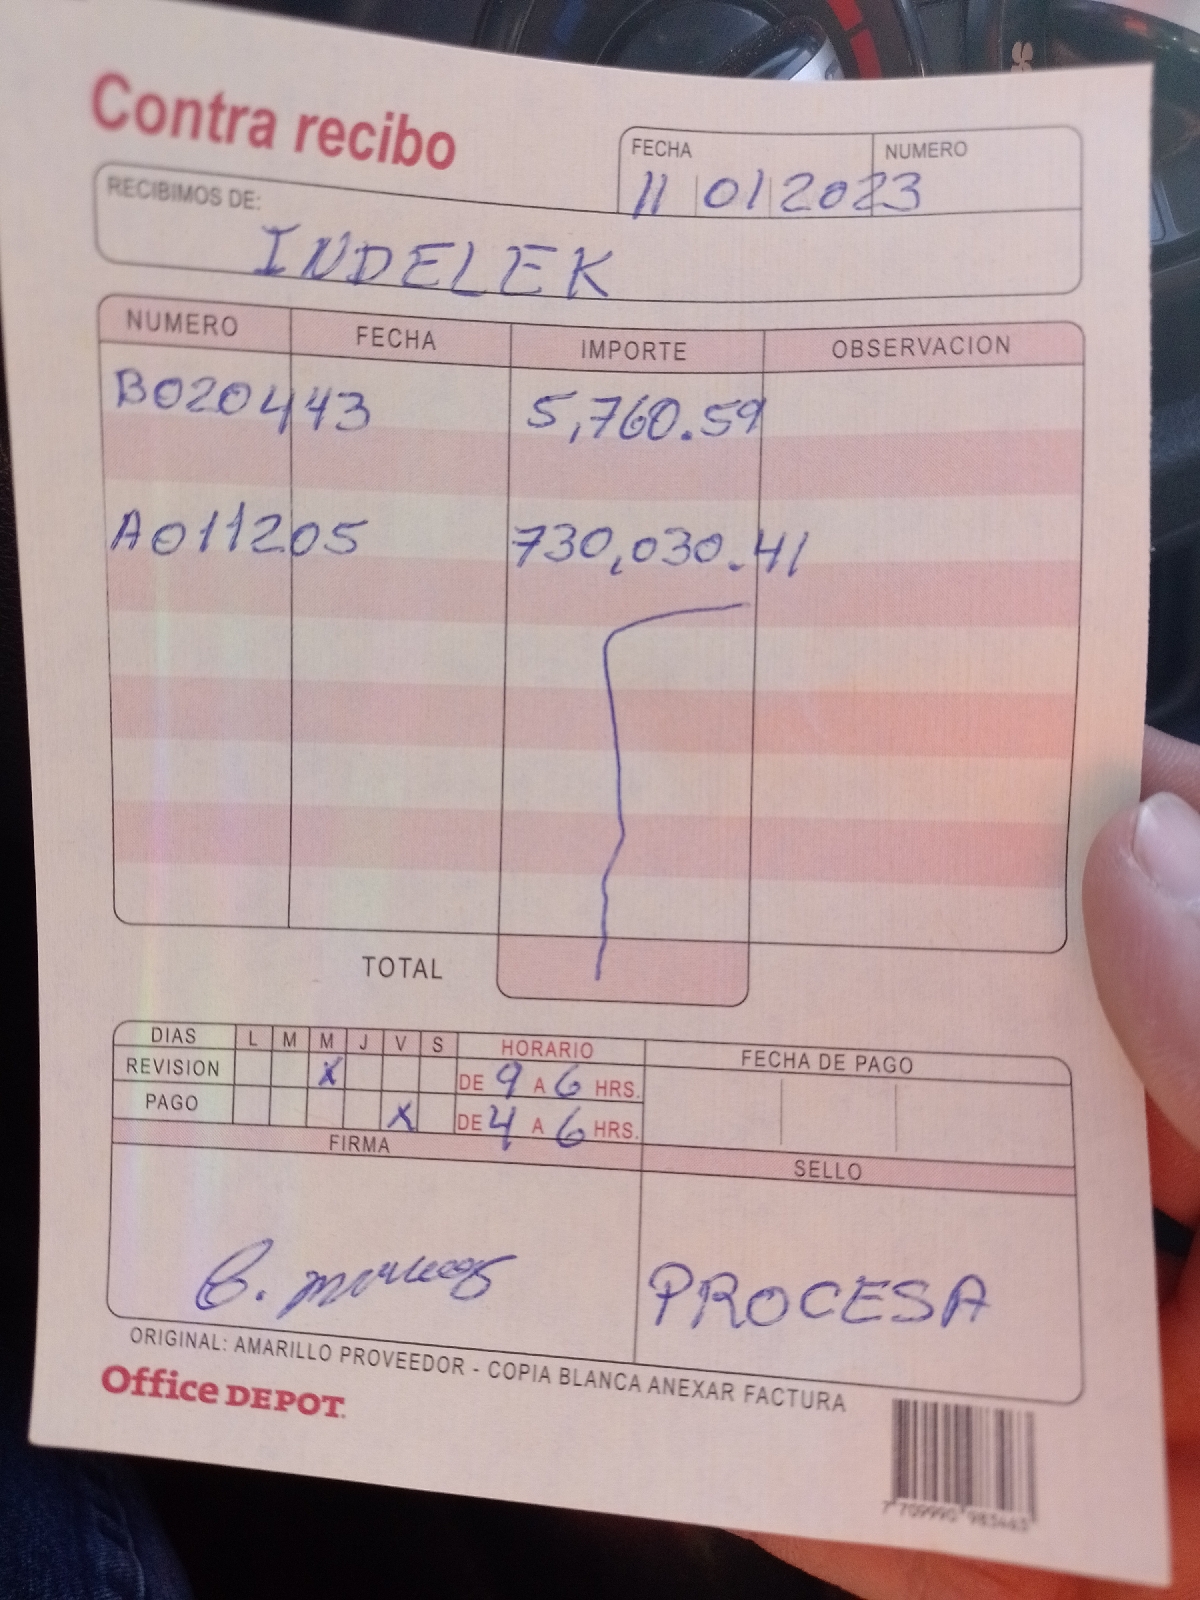 Contra recibo
FECHA NUMERO
11 01 2023
RECIBIMOS DE:
INDELEK
NUMERO FECHA IMPORTE OBSERVACION
B020443 5,760.59
A011205 730,030.41
TOTAL
DIAS L M M J V S HORARIO FECHA DE PAGO
REVISION X DE 9 A 6 HRS.
PAGO X DE 4 A 6 HRS.
FIRMA SELLO
PROCESA
ORIGINAL: AMARILLO PROVEEDOR - COPIA BLANCA ANEXAR FACTURA
Office DEPOT.